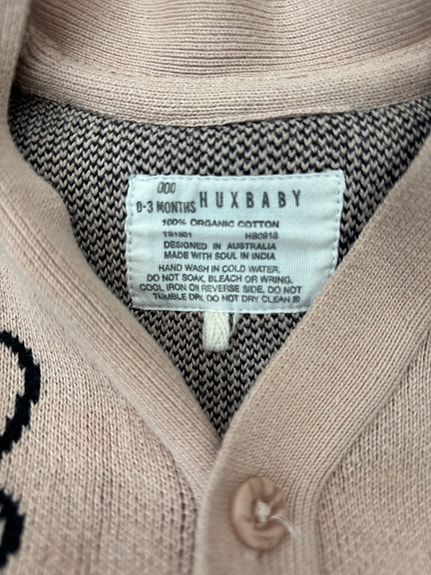 000
0-3 MONTHS HUXBABY
100% ORGANIC COTTON
DESIGNED IN AUSTRALIA
MADE WITH SOUL IN INDIA
HAND WASH IN COLD WATER.
DO NOT SOAK, BLEACH OR WRING.
COOL IRON ON REVERSE SIDE. DO NOT
TUMBLE DRY. DO NOT DRY CLEAN